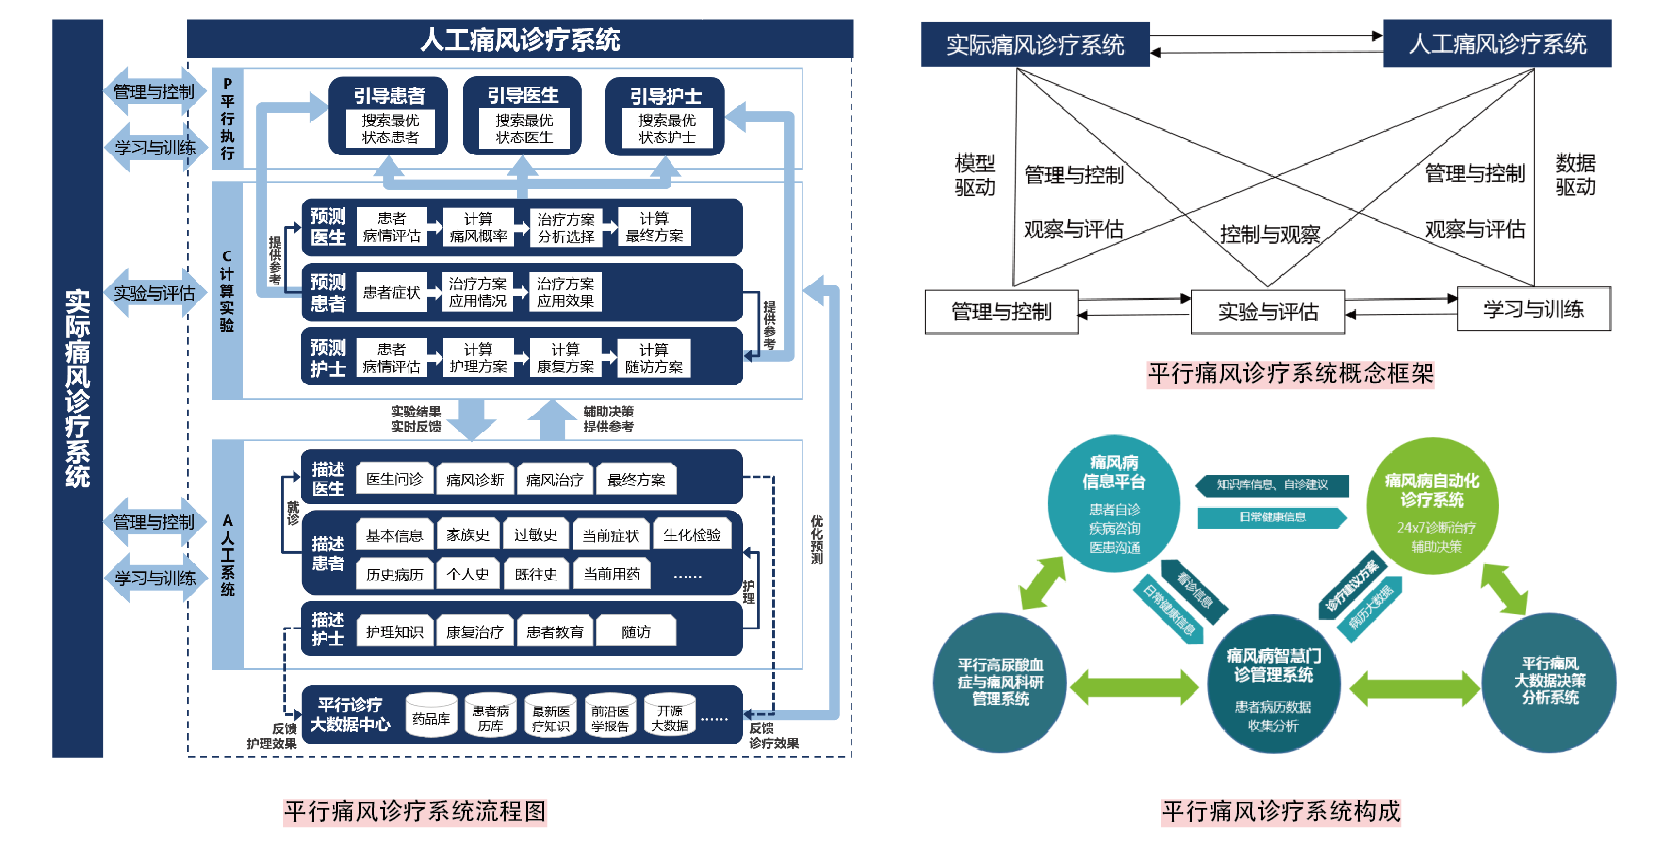 人工痛风诊疗系统
实际痛风诊疗系统
管理与控制
学习与训练
实验与评估
管理与控制
学习与训练
P平行执行
引导患者
搜索最优
状态患者
引导医生
搜索最优
状态医生
引导护士
搜索最优
状态护士
C计算实验
预测
医生
患者
病情评估
计算
痛风概率
治疗方案
分析选择
计算
最终方案
提供参考
预测
患者
患者症状
治疗方案
应用情况
治疗方案
应用效果
提供参考
预测
护士
患者
病情评估
计算
护理方案
计算
康复方案
计算
随访方案
实验结果
实时反馈
辅助决策
提供参考
A人工系统
描述
医生
医生问诊
痛风诊断
痛风治疗
最终方案
就诊
描述
患者
基本信息
家族史
过敏史
当前症状
生化检验
历史病历
个人史
既往史
当前用药
......
护理
优化预测
描述
护士
护理知识
康复治疗
患者教育
随访
平行诊疗
大数据中心
药品库
患者病
历库
最新医
疗知识
前沿医
学报告
开源
大数据
......
反馈
护理效果
反馈
诊疗效果
平行痛风诊疗系统流程图
实际痛风诊疗系统
人工痛风诊疗系统
模型
驱动
管理与控制
管理与控制
数据
驱动
观察与评估
控制与观察
观察与评估
管理与控制
实验与评估
学习与训练
平行痛风诊疗系统概念框架
痛风病
信息平台
患者自诊
疾病咨询
医患沟通
知识库信息、自诊建议
日常健康信息
痛风病自动化
诊疗系统
24x7诊断治疗
辅助决策
看诊信息
日常健康信息
诊疗建议方案
病历大数据
平行高尿酸血
症与痛风科研
管理系统
痛风病智慧门
诊管理系统
患者病历数据
收集分析
平行痛风
大数据决策
分析系统
平行痛风诊疗系统构成